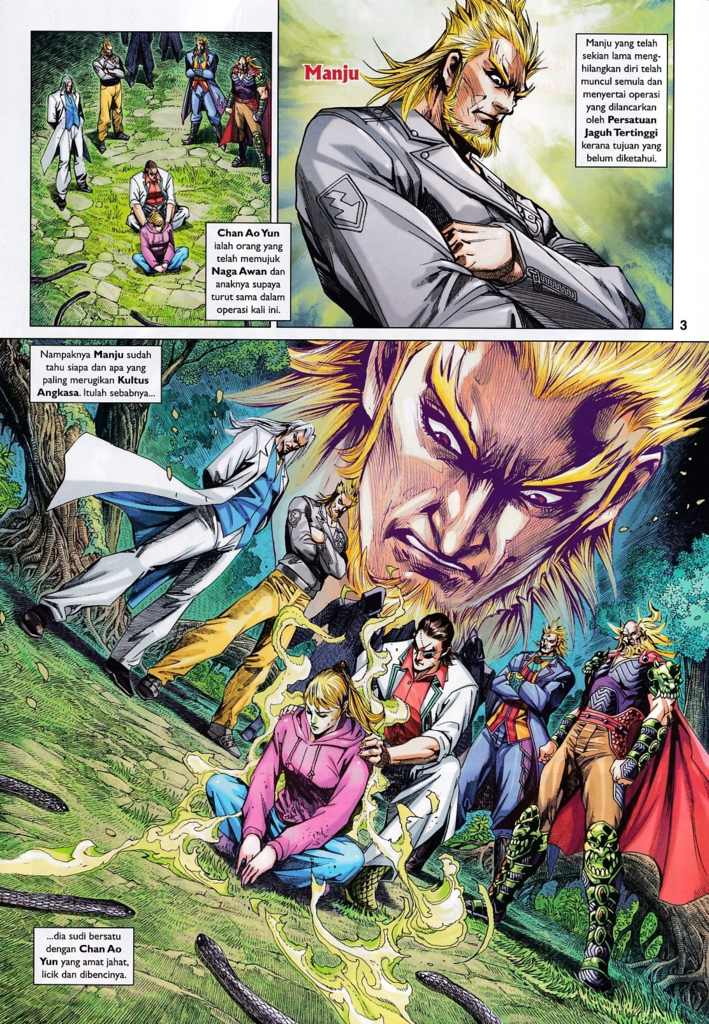 Manju
Manju yang telah
sekian lama meng-
hilangkan diri telah
muncul semula dan
menyertai operasi
yang dilancarkan
oleh Persatuan
Jaguh Tertinggi
kerana tujuan yang
belum diketahui.
Chan Ao Yun
ialah orang yang
telah memujuk
Naga Awan dan
anaknya supaya
turut sama dalam
operasi kali ini.
3
Nampaknya Manju sudah
tahu siapa dan apa yang
paling merugikan Kultus
Angkasa. Itulah sebabnya...
...dia sudi bersatu
dengan Chan Ao
Yun yang amat jahat,
licik dan dibencinya.